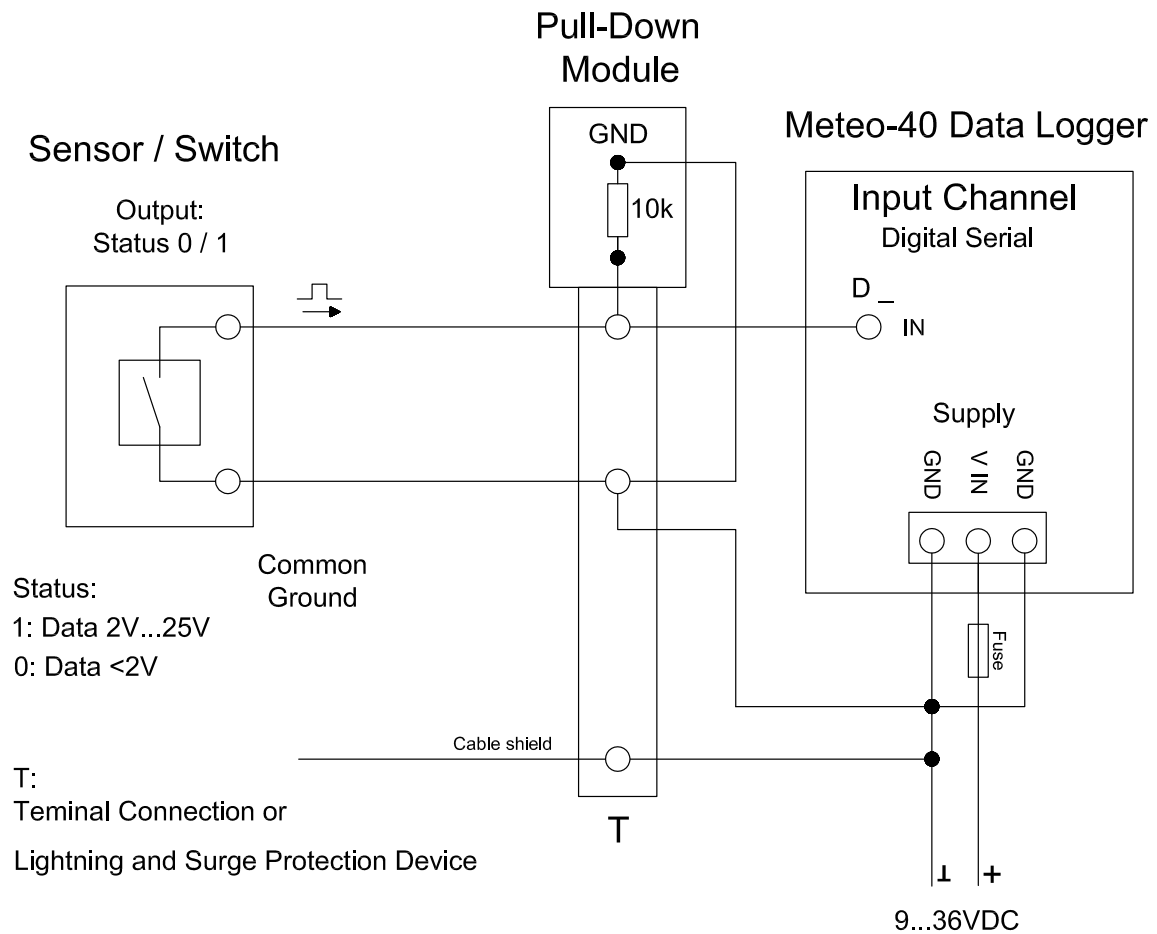 Pull-Down
Module
Sensor / Switch
Output:
Status 0 / 1
GND
10k
Meteo-40 Data Logger
Input Channel
Digital Serial
D _
IN
Supply
GND
V IN
GND
Fuse
Common
Ground
Status:
1: Data 2V...25V
0: Data <2V
Cable shield
T:
Teminal Connection or
Lightning and Surge Protection Device
T
⊥ +
9...36VDC